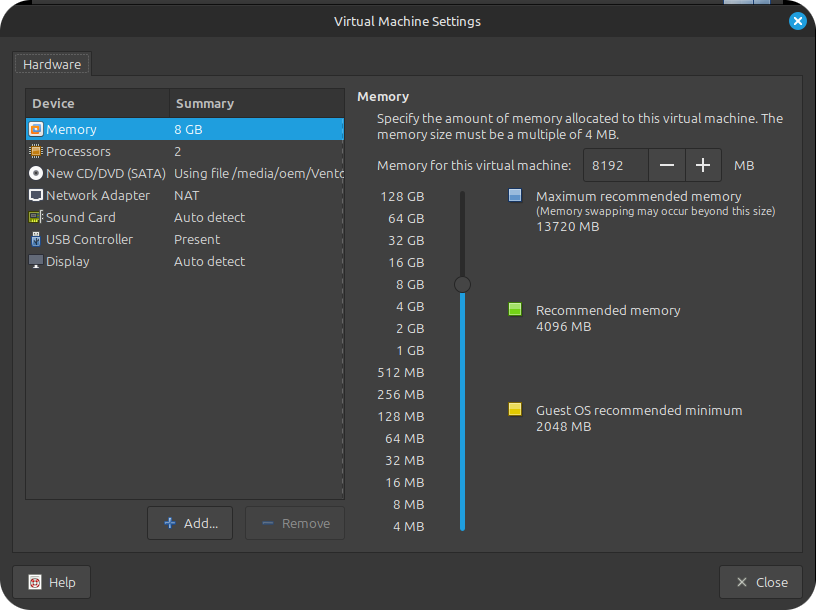 Virtual Machine Settings
Hardware
Device Summary
Memory 8 GB
Processors 2
New CD/DVD (SATA) Using file /media/oem/Vento
Network Adapter NAT
Sound Card Auto detect
USB Controller Present
Display Auto detect
Add...
Remove
Memory
Specify the amount of memory allocated to this virtual machine. The
memory size must be a multiple of 4 MB.
Memory for this virtual machine: 8192 MB
128 GB
64 GB
32 GB
16 GB
8 GB
4 GB
2 GB
1 GB
512 MB
256 MB
128 MB
64 MB
32 MB
16 MB
8 MB
4 MB
Maximum recommended memory
(Memory swapping may occur beyond this size)
13720 MB
Recommended memory
4096 MB
Guest OS recommended minimum
2048 MB
Help
Close